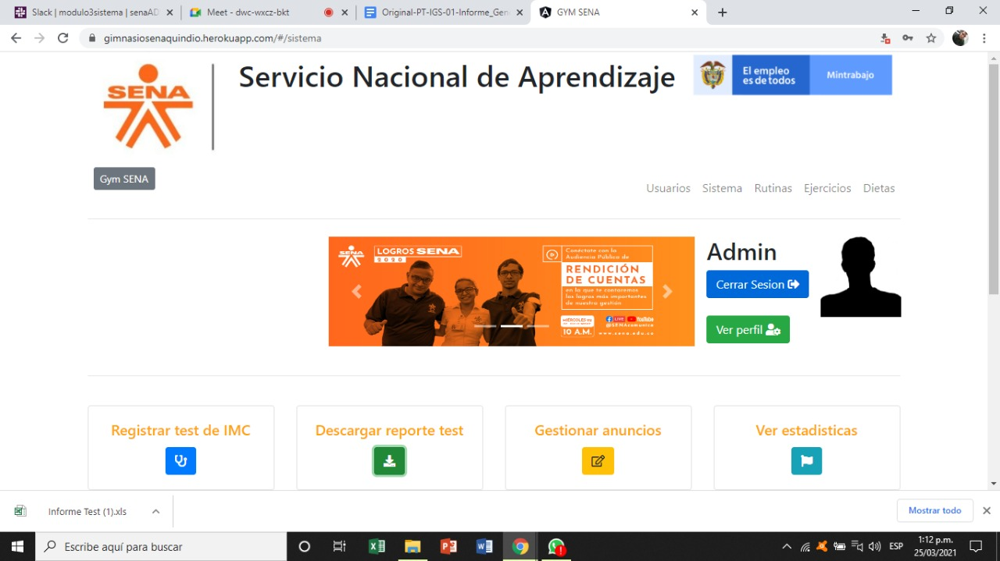 Slack | modulo3sistema | senaAD
Meet - dwc-wxcz-bkt
Original-PT-IGS-01-Informe_Gen
GYM SENA
gimnasiosenaquindio.herokuapp.com/#/sistema
SENA
Servicio Nacional de Aprendizaje
El empleo
es de todos
Mintrabajo
Gym SENA
Usuarios
Sistema
Rutinas
Ejercicios
Dietas
SENA
LOGROS SENA
2020
Conéctate con la
Audiencia Pública de
RENDICIÓN
DE CUENTAS
en la que te contaremos
los logros más importantes
de nuestra gestión
10 A.M.
LIVE
YouTube
@SENAcomunica
www.sena.edu.co
Admin
Cerrar Sesion
Ver perfil
Registrar test de IMC
Descargar reporte test
Gestionar anuncios
Ver estadisticas
Informe Test (1).xls
Mostrar todo
Escribe aquí para buscar
ESP
1:12 p.m.
25/03/2021